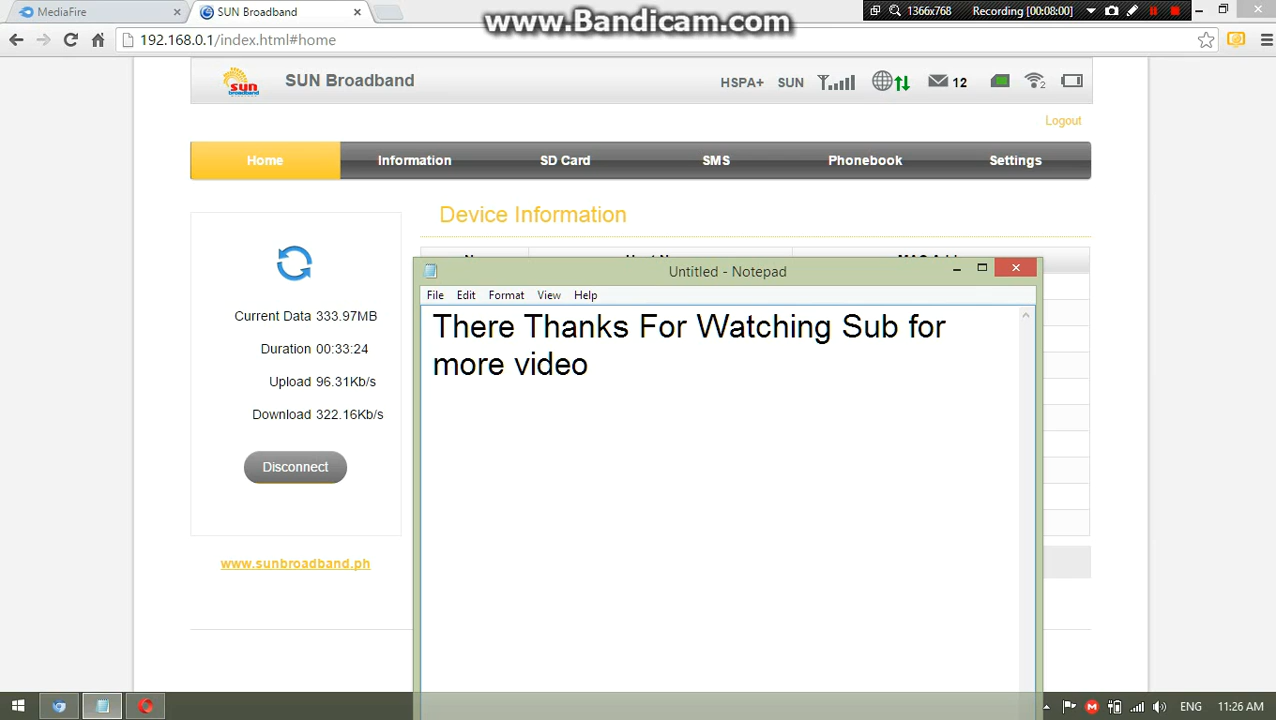 www.Bandicam.com
1366x768 Recording [00:08:00]
MediaFire
SUN Broadband
192.168.0.1/index.html#home
sun
SUN Broadband
HSPA+ SUN 12 2
Logout
Home Information SD Card SMS Phonebook Settings
Device Information
Untitled - Notepad
File Edit Format View Help
There Thanks For Watching Sub for
more video
Current Data 333.97MB
Duration 00:33:24
Upload 96.31Kb/s
Download 322.16Kb/s
Disconnect
www.sunbroadband.ph
ENG 11:26 AM